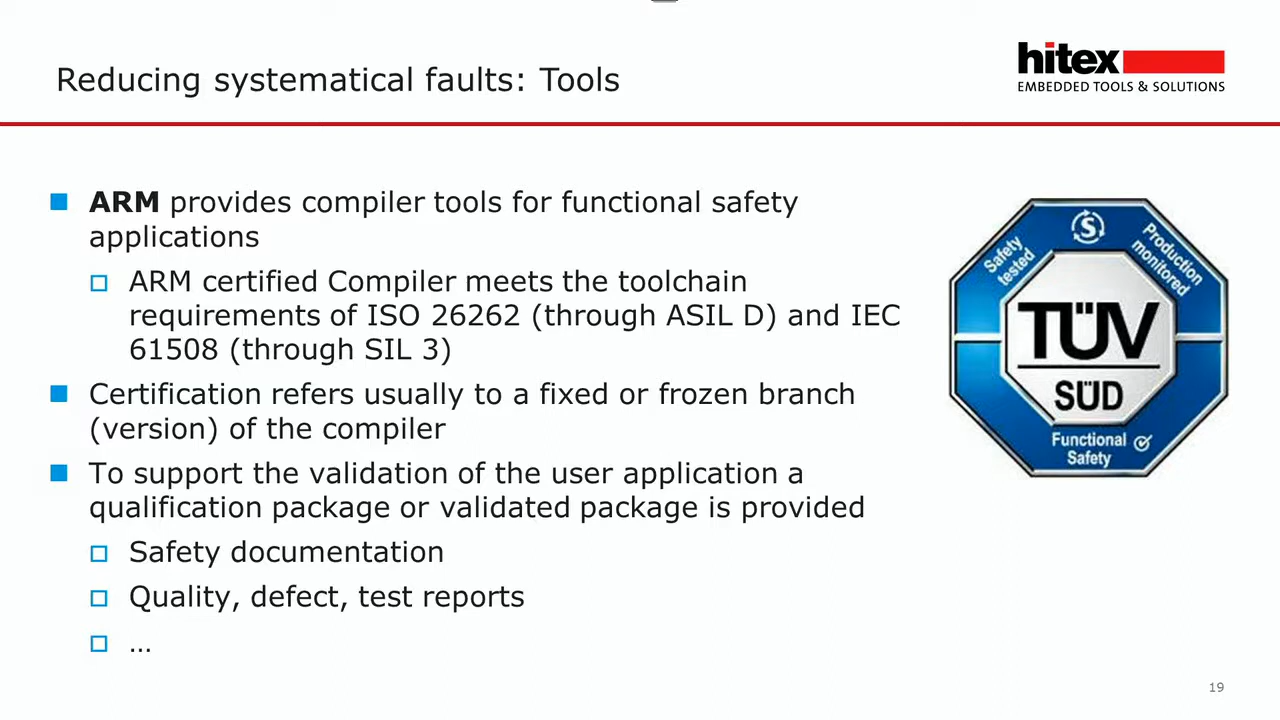 Reducing systematical faults: Tools
hitex
EMBEDDED TOOLS & SOLUTIONS
ARM provides compiler tools for functional safety
applications
ARM certified Compiler meets the toolchain
requirements of ISO 26262 (through ASIL D) and IEC
61508 (through SIL 3)
Certification refers usually to a fixed or frozen branch
(version) of the compiler
To support the validation of the user application a
qualification package or validated package is provided
Safety documentation
Quality, defect, test reports
...
Safety
tested
S
Production
monitored
TÜV
SÜD
Functional
Safety
19